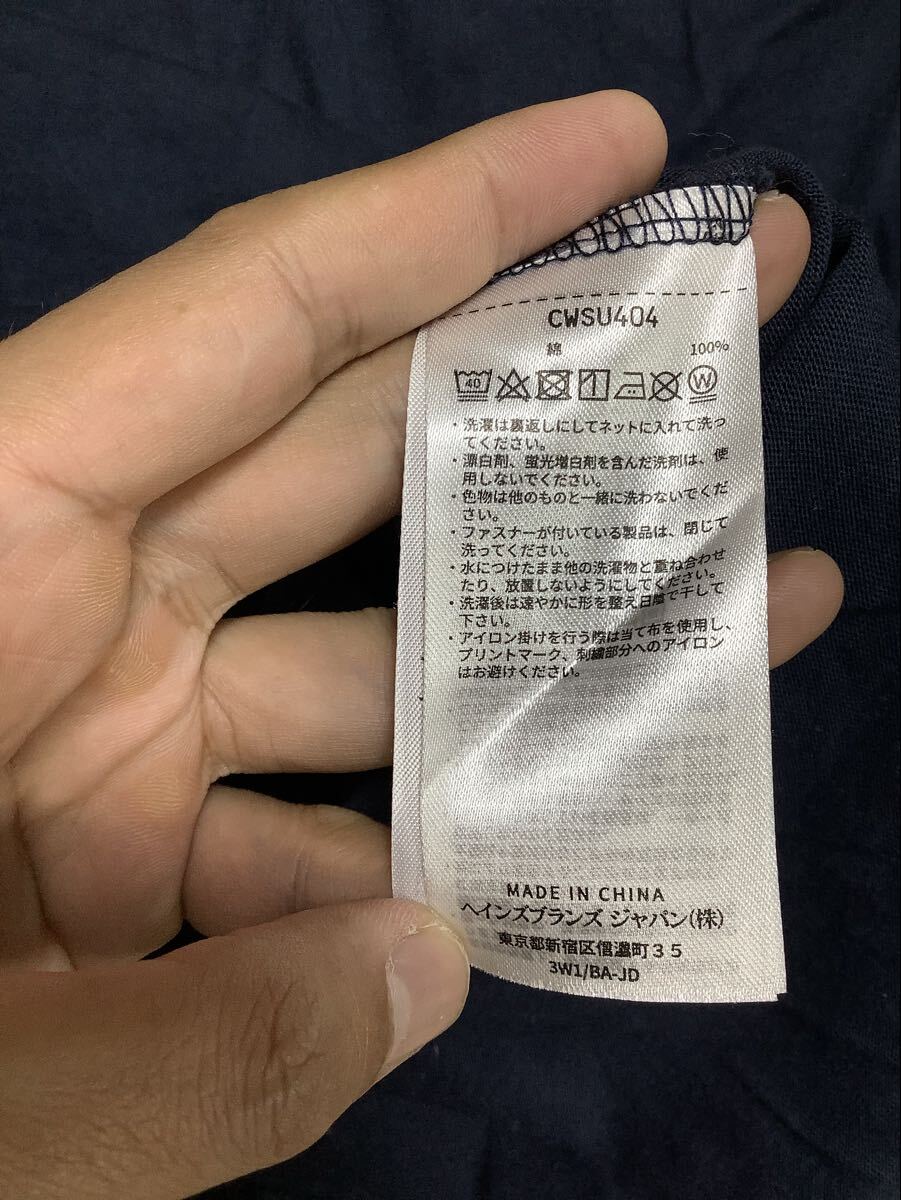 CWSU404
綿 100%
40 W
・洗濯は裏返しにしてネットに入れて洗っ
てください。
・漂白剤、蛍光増白剤を含んだ洗剤は、使
用しないでください。
・色物は他のものと一緒に洗わないでくだ
さい。
・ファスナーが付いている製品は、閉じて
洗ってください。
・水につけたまま他の洗濯物と重ね合わせ
たり、放置しないようにしてください。
・洗濯後は速やかに形を整え日陰で干して
下さい。
・アイロン掛けを行う際は当て布を使用し、
プリントマーク、刺繍部分へのアイロン
はお避けください。
MADE IN CHINA
ヘインズブランズ ジャパン(株)
東京都新宿区信濃町35
3W1/BA-JD